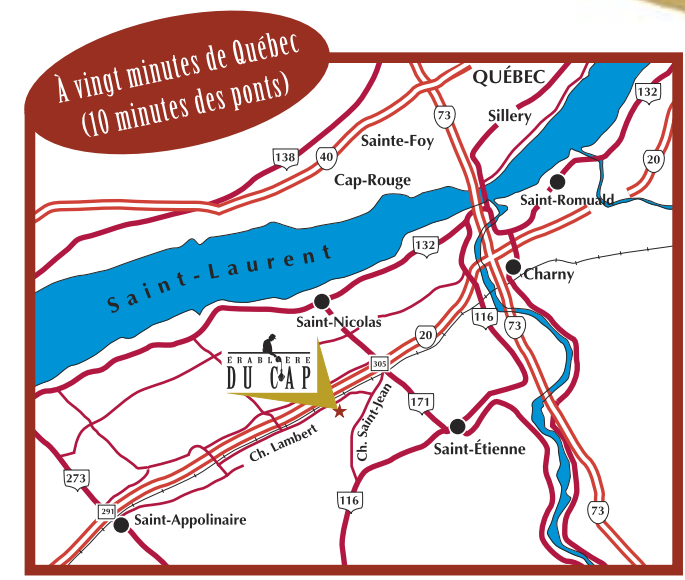 À vingt minutes de Québec
(10 minutes des ponts)
QUÉBEC
132
Sillery
73
Sainte-Foy
138
40
20
Cap-Rouge
Saint-Romuald
132
Saint-Laurent
Charny
Saint-Nicolas
116
73
20
ÉRABLIÈRE
DU CAP
305
171
Ch. Saint-Jean
Ch. Lambert
Saint-Étienne
273
116
73
291
Saint-Appolinaire